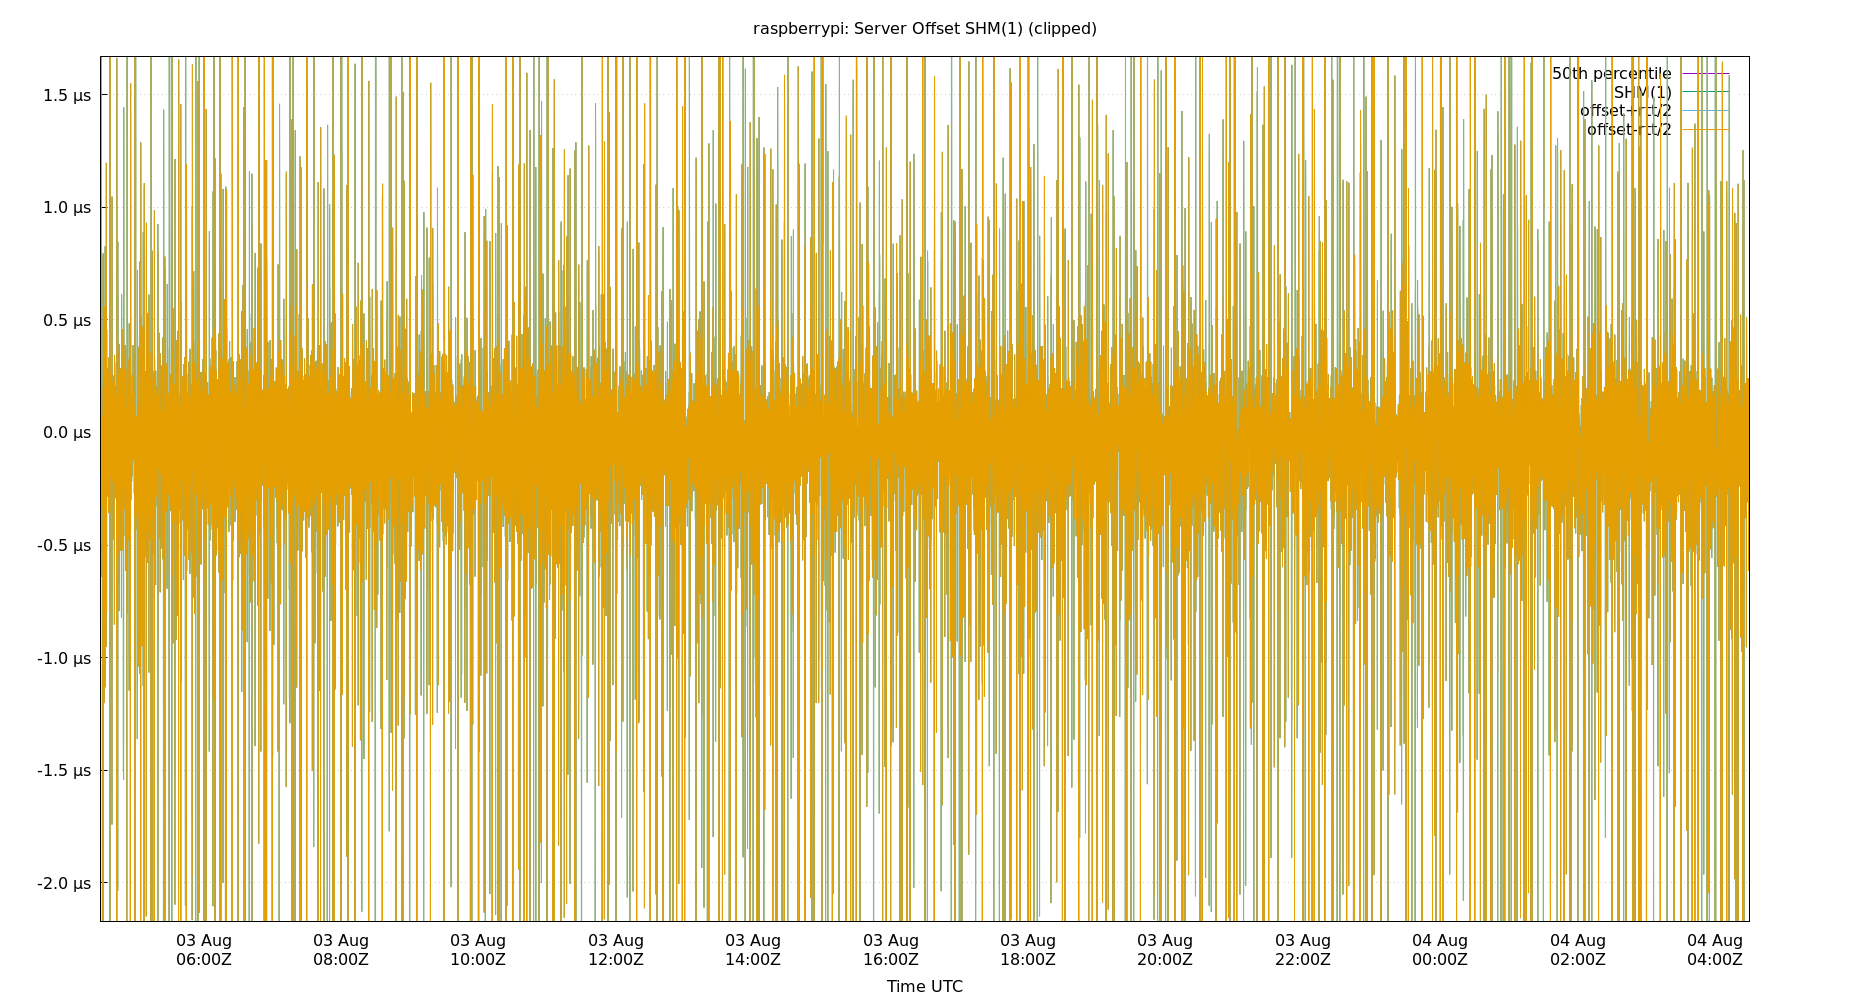 raspberrypi: Server Offset SHM(1) (clipped)
50th percentile
SHM(1)
offset+rtt/2
offset-rtt/2
1.5 µs
1.0 µs
0.5 µs
0.0 µs
-0.5 µs
-1.0 µs
-1.5 µs
-2.0 µs
03 Aug 03 Aug 03 Aug 03 Aug 03 Aug 03 Aug 03 Aug 03 Aug 03 Aug 04 Aug 04 Aug 04 Aug
06:00Z 08:00Z 10:00Z 12:00Z 14:00Z 16:00Z 18:00Z 20:00Z 22:00Z 00:00Z 02:00Z 04:00Z
Time UTC